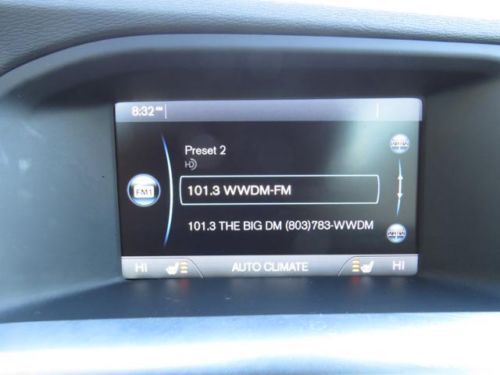 8:32 AM
Preset 2
HD
FM1
101.3 WWDM-FM
101.3 THE BIG DM (803)783-WWDM
HI AUTO CLIMATE HI